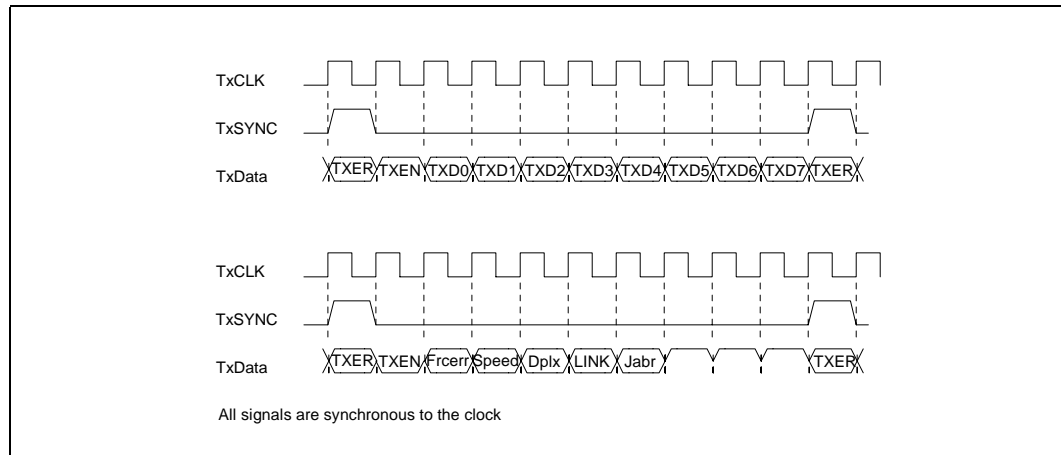 TxCLK
TxSYNC
TxData TXER TXEN TXD0 TXD1 TXD2 TXD3 TXD4 TXD5 TXD6 TXD7 TXER
TxCLK
TxSYNC
TxData TXER TXEN Frcerr Speed Dplx LINK Jabr TXER
All signals are synchronous to the clock